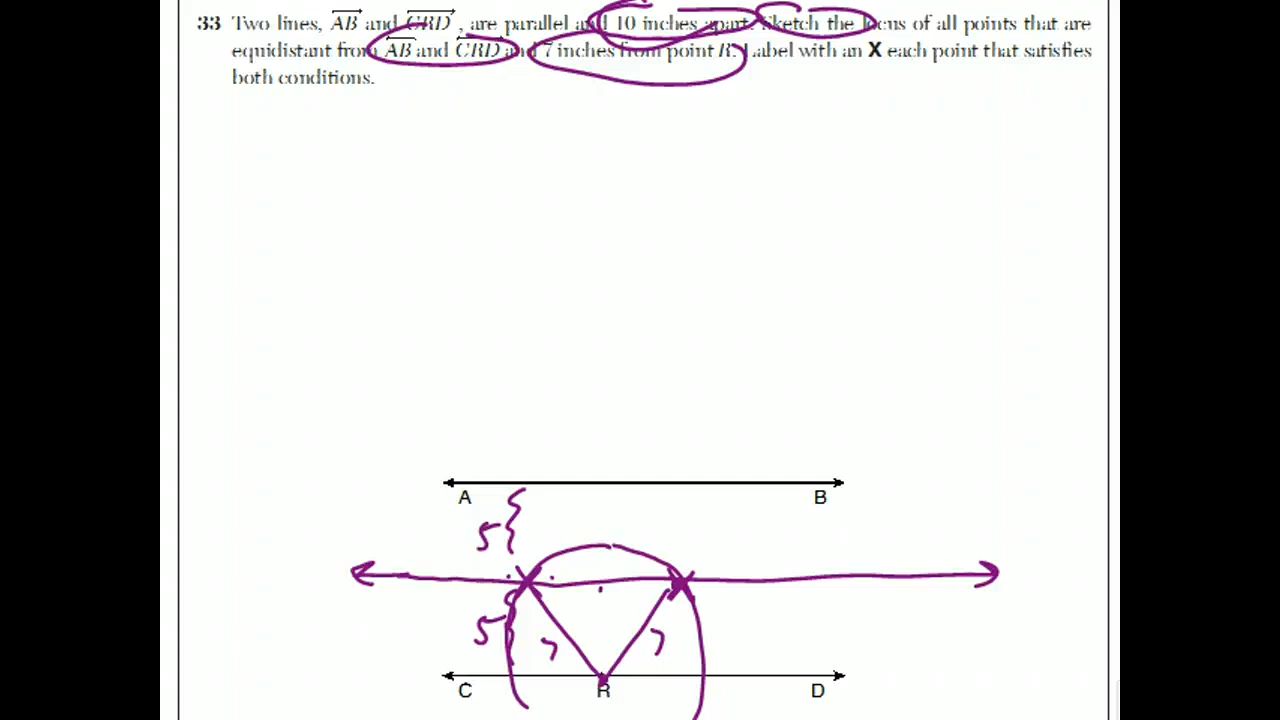 33 Two lines, AB and CRD, are parallel and 10 inches apart. Sketch the locus of all points that are
equidistant from AB and CRD and 7 inches from point R. Label with an X each point that satisfies
both conditions.
A B
5
5 7 7
C R D